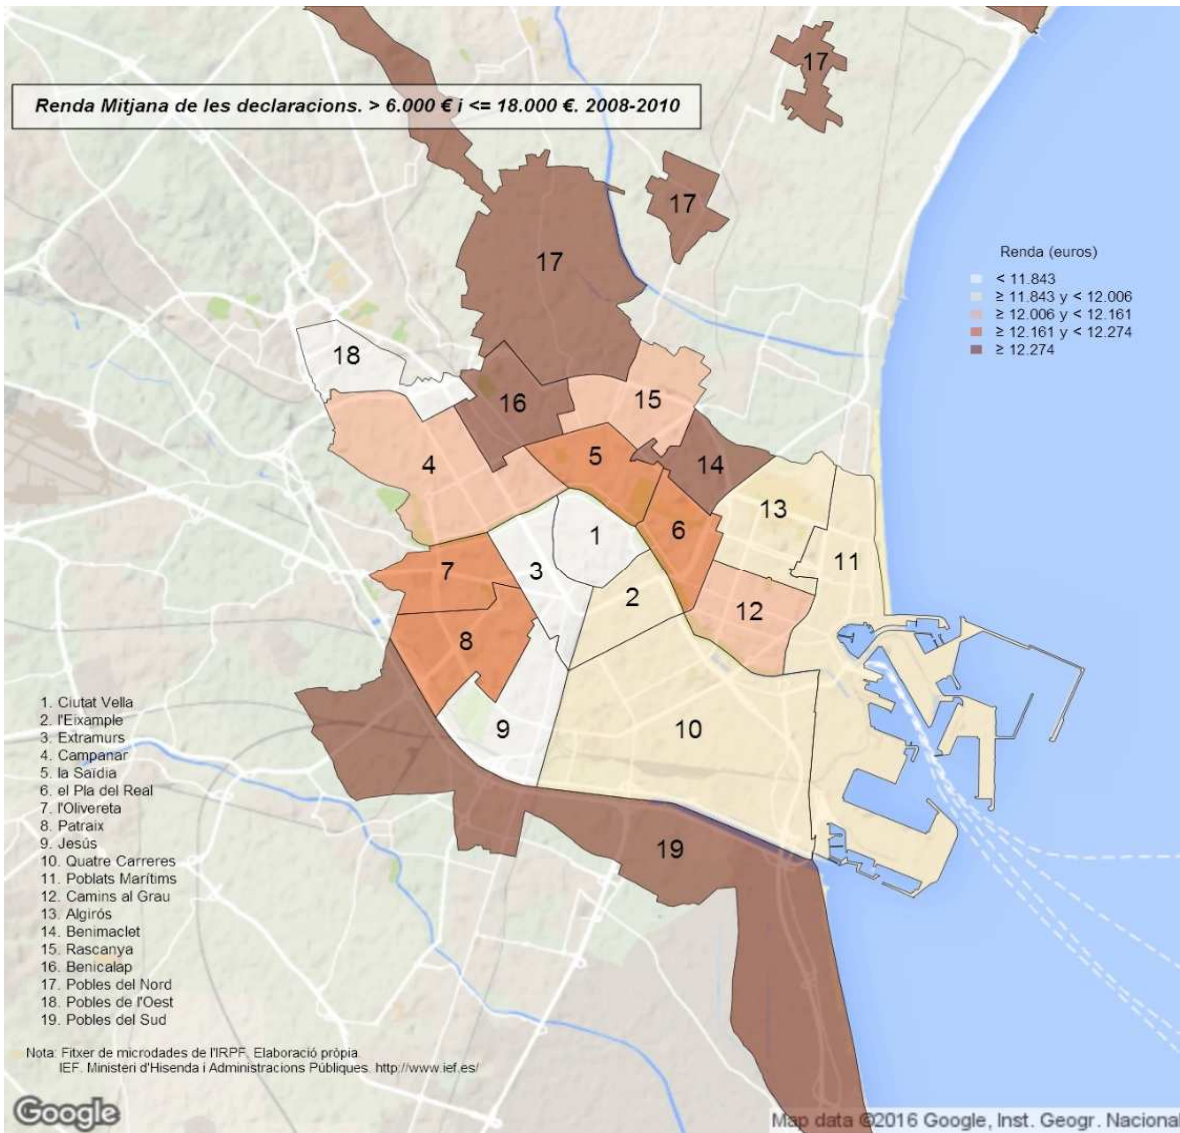 Renda Mitjana de les declaracions. > 6.000 € i <= 18.000 €. 2008-2010
17
17
17
Renda (euros)
< 11.843
≥ 11.843 y < 12.006
≥ 12.006 y < 12.161
≥ 12.161 y < 12.274
≥ 12.274
18
16
15
4
5
14
13
6
1
3
11
7
2
12
8
9
10
19
1. Ciutat Vella
2. l'Eixample
3. Extramurs
4. Campanar
5. la Saïdia
6. el Pla del Real
7. l'Olivereta
8. Patraix
9. Jesús
10. Quatre Carreres
11. Poblats Marítims
12. Camins al Grau
13. Algirós
14. Benimaclet
15. Rascanya
16. Benicalap
17. Pobles del Nord
18. Pobles de l'Oest
19. Pobles del Sud
Nota: Fitxer de microdades de l'IRPF. Elaboració pròpia.
IEF. Ministeri d'Hisenda i Administracions Públiques. http://www.ief.es/
Google
Map data ©2016 Google, Inst. Geogr. Nacional